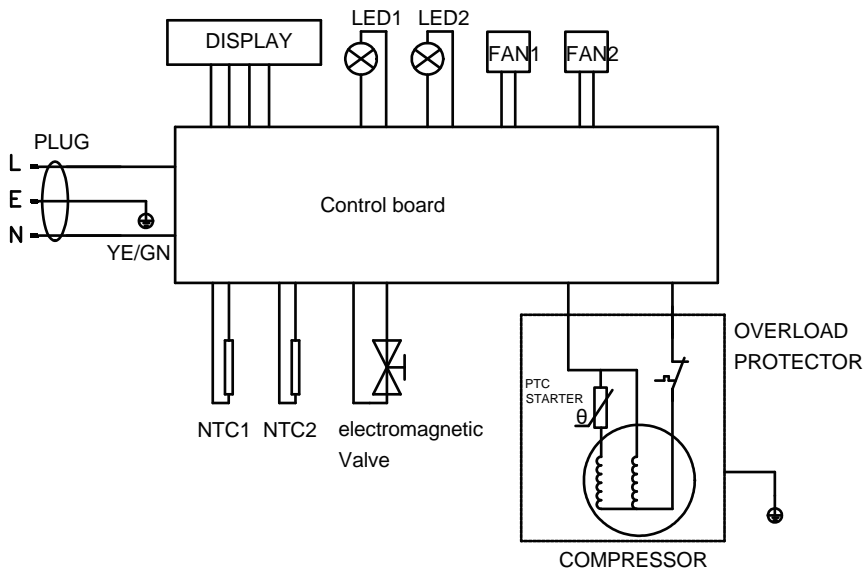 LED1 LED2
DISPLAY
FAN1
FAN2
PLUG
L
E
N
YE/GN
Control board
OVERLOAD
PROTECTOR
PTC
STARTER
θ
NTC1
NTC2
electromagnetic
Valve
COMPRESSOR